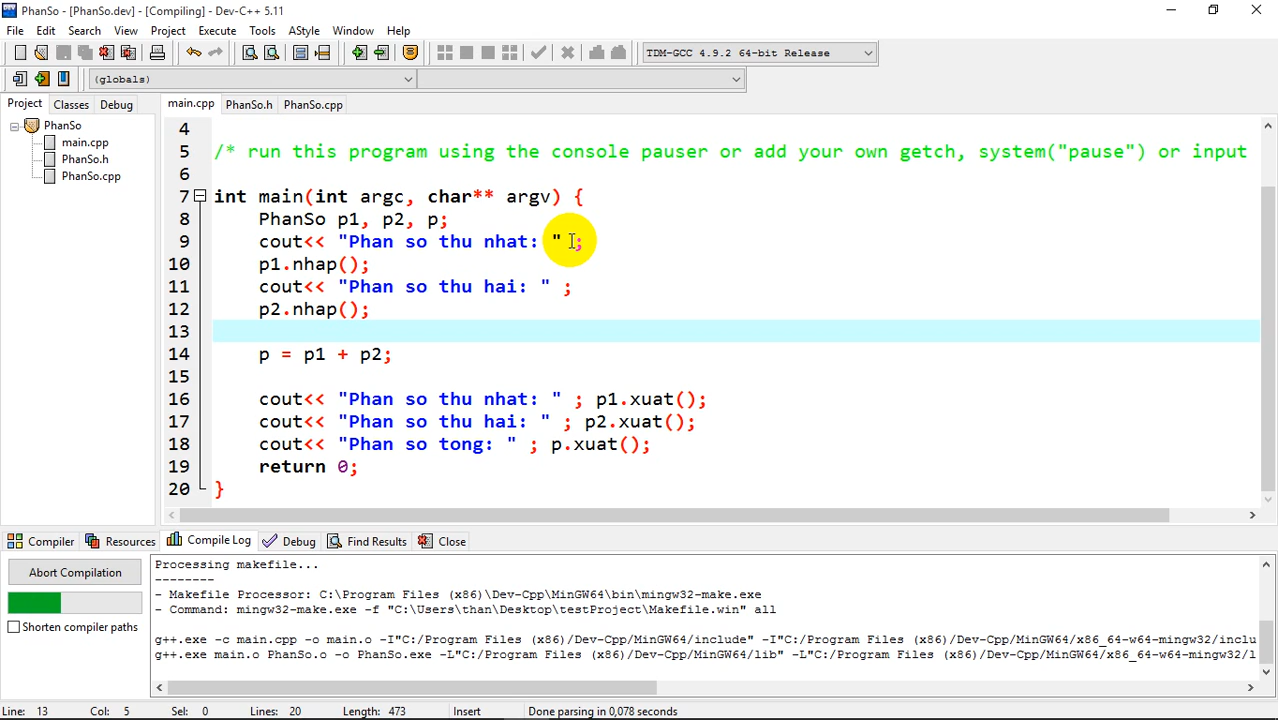 PhanSo - [PhanSo.dev] - [Compiling] - Dev-C++ 5.11
File Edit Search View Project Execute Tools AStyle Window Help
TDM-GCC 4.9.2 64-bit Release
(globals)
Project Classes Debug
main.cpp PhanSo.h PhanSo.cpp
PhanSo
main.cpp
PhanSo.h
PhanSo.cpp
4
5 /* run this program using the console pauser or add your own getch, system("pause") or input
6
7 int main(int argc, char** argv) {
8 PhanSo p1, p2, p;
9 cout<< "Phan so thu nhat: " ;
10 p1.nhap();
11 cout<< "Phan so thu hai: " ;
12 p2.nhap();
13
14 p = p1 + p2;
15
16 cout<< "Phan so thu nhat: " ; p1.xuat();
17 cout<< "Phan so thu hai: " ; p2.xuat();
18 cout<< "Phan so tong: " ; p.xuat();
19 return 0;
20 }
Compiler Resources Compile Log Debug Find Results Close
Abort Compilation
Shorten compiler paths
Processing makefile...
--------
- Makefile Processor: C:\Program Files (x86)\Dev-Cpp\MinGW64\bin\mingw32-make.exe
- Command: mingw32-make.exe -f "C:\Users\than\Desktop\testProject\Makefile.win" all
g++.exe -c main.cpp -o main.o -I"C:/Program Files (x86)/Dev-Cpp/MinGW64/include" -I"C:/Program Files (x86)/Dev-Cpp/MinGW64/x86_64-w64-mingw32/inclu
g++.exe main.o PhanSo.o -o PhanSo.exe -L"C:/Program Files (x86)/Dev-Cpp/MinGW64/lib" -L"C:/Program Files (x86)/Dev-Cpp/MinGW64/x86_64-w64-mingw32/l
Line: 13 Col: 5 Sel: 0 Lines: 20 Length: 473 Insert Done parsing in 0,078 seconds